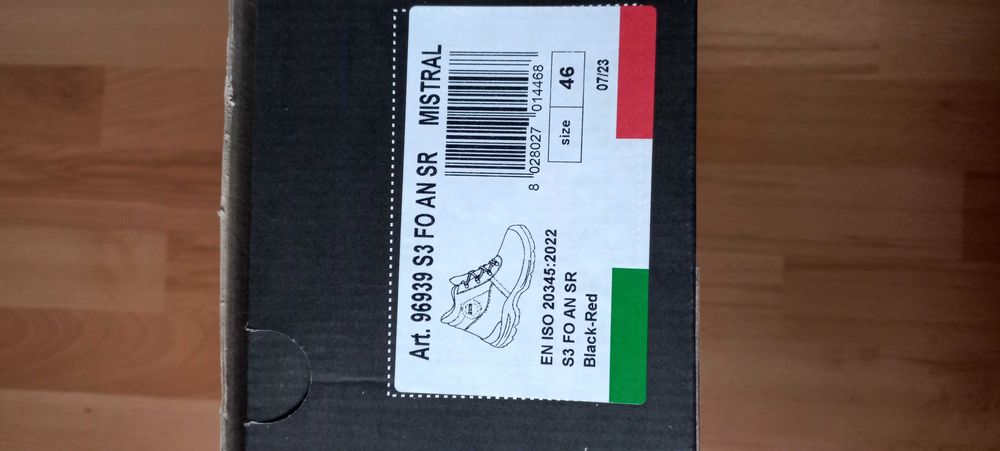 Art. 96939 S3 FO AN SR MISTRAL
8 028027 014468
size 46
07/23
EN ISO 20345:2022
S3 FO AN SR
Black-Red